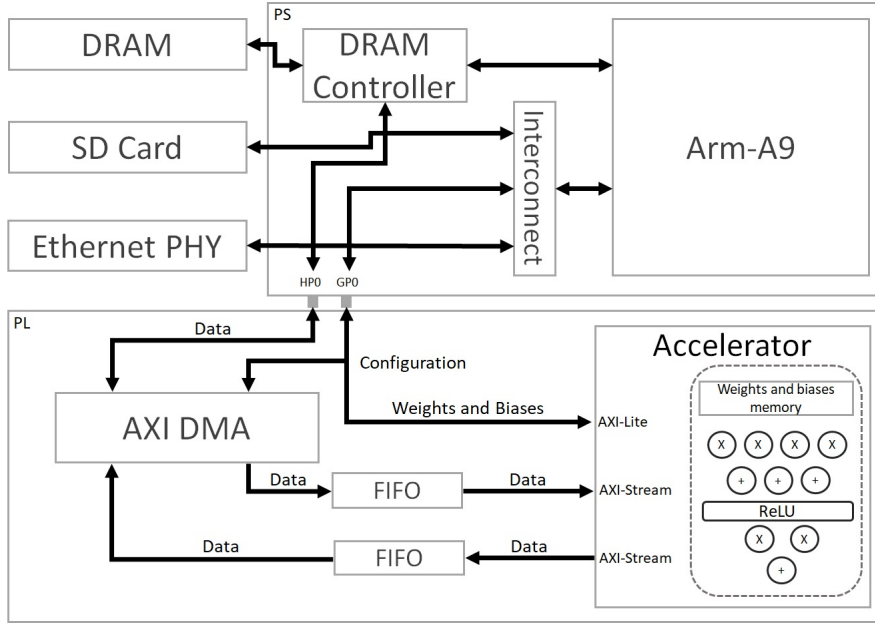 PS
DRAM
DRAM
Controller
SD Card
Interconnect
Arm-A9
Ethernet PHY
HP0
GP0
PL
Data
Configuration
Accelerator
Weights and biases
memory
AXI DMA
Weights and Biases
AXI-Lite
X
X
X
X
Data
FIFO
Data
AXI-Stream
+
+
+
ReLU
Data
FIFO
Data
AXI-Stream
X
X
+